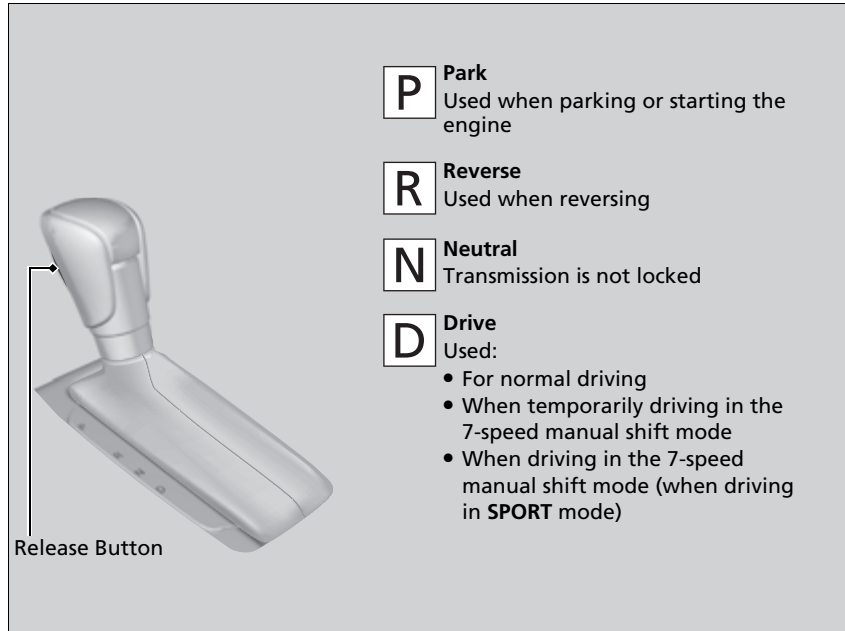 P
Park
Used when parking or starting the
engine
R
Reverse
Used when reversing
N
Neutral
Transmission is not locked
D
Drive
Used:
• For normal driving
• When temporarily driving in the
7-speed manual shift mode
• When driving in the 7-speed
manual shift mode (when driving
in SPORT mode)
P
R
N
D
Release Button